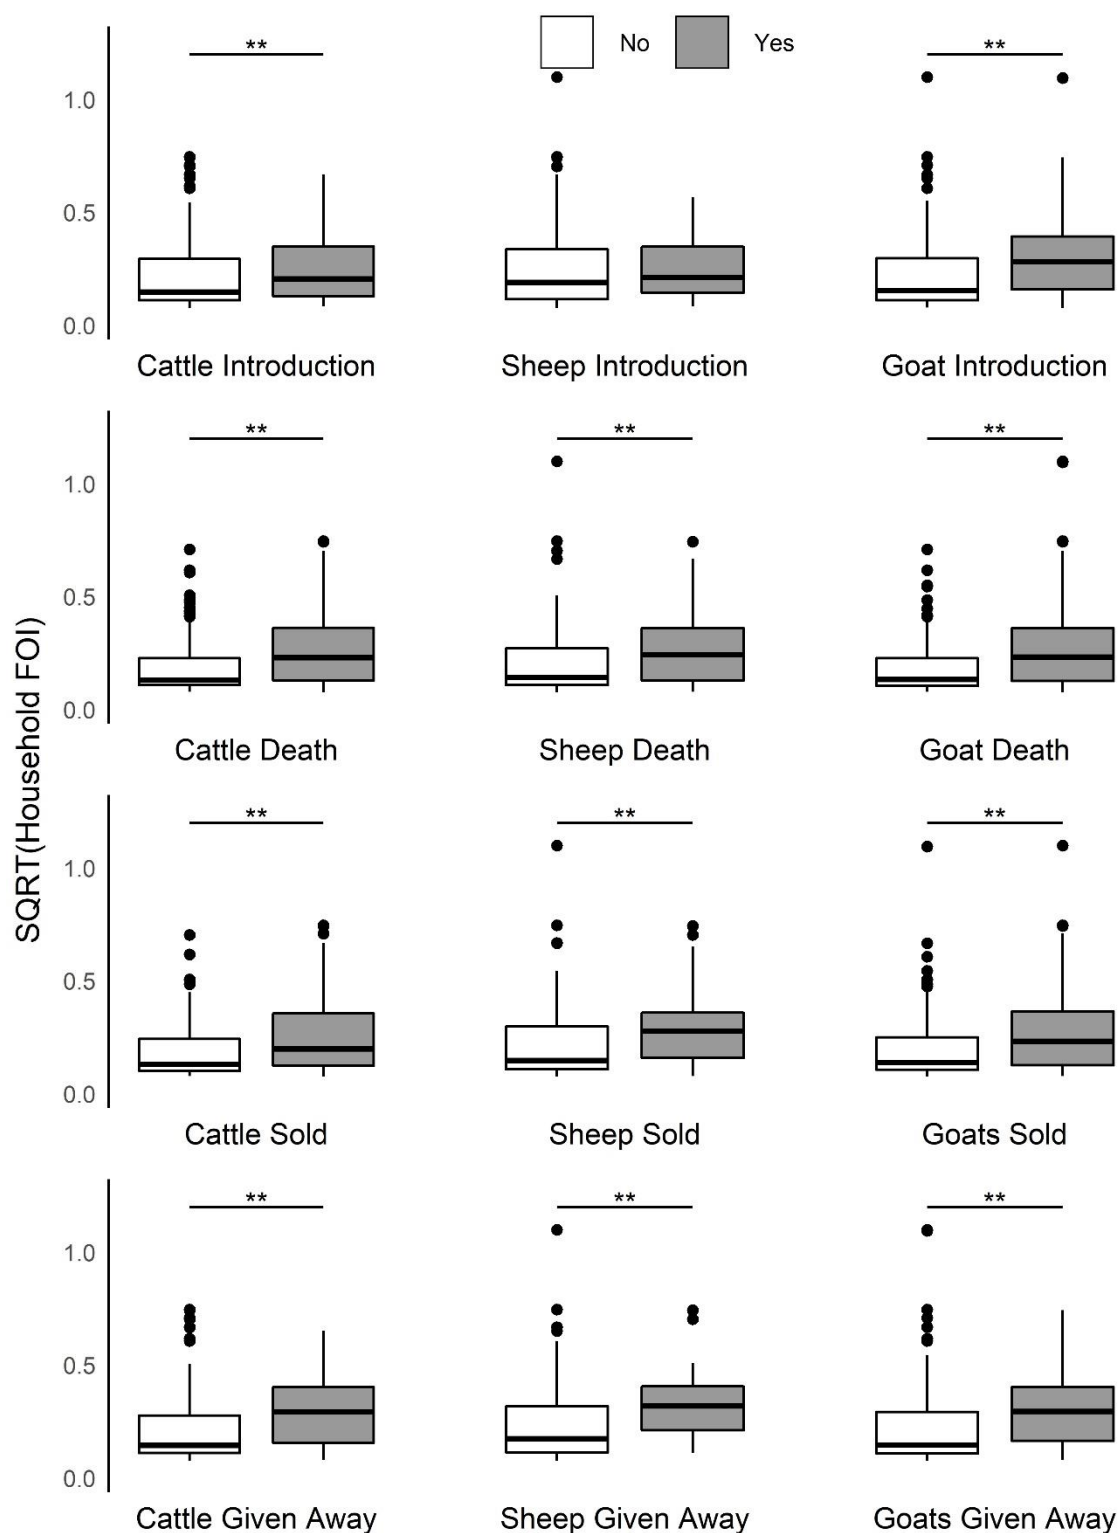 No Yes
** **
1.0
0.5
0.0
Cattle Introduction Sheep Introduction Goat Introduction
** ** **
1.0
0.5
0.0
Cattle Death Sheep Death Goat Death
SQRT(Household FOI)
** ** **
1.0
0.5
0.0
Cattle Sold Sheep Sold Goats Sold
** ** **
1.0
0.5
0.0
Cattle Given Away Sheep Given Away Goats Given Away